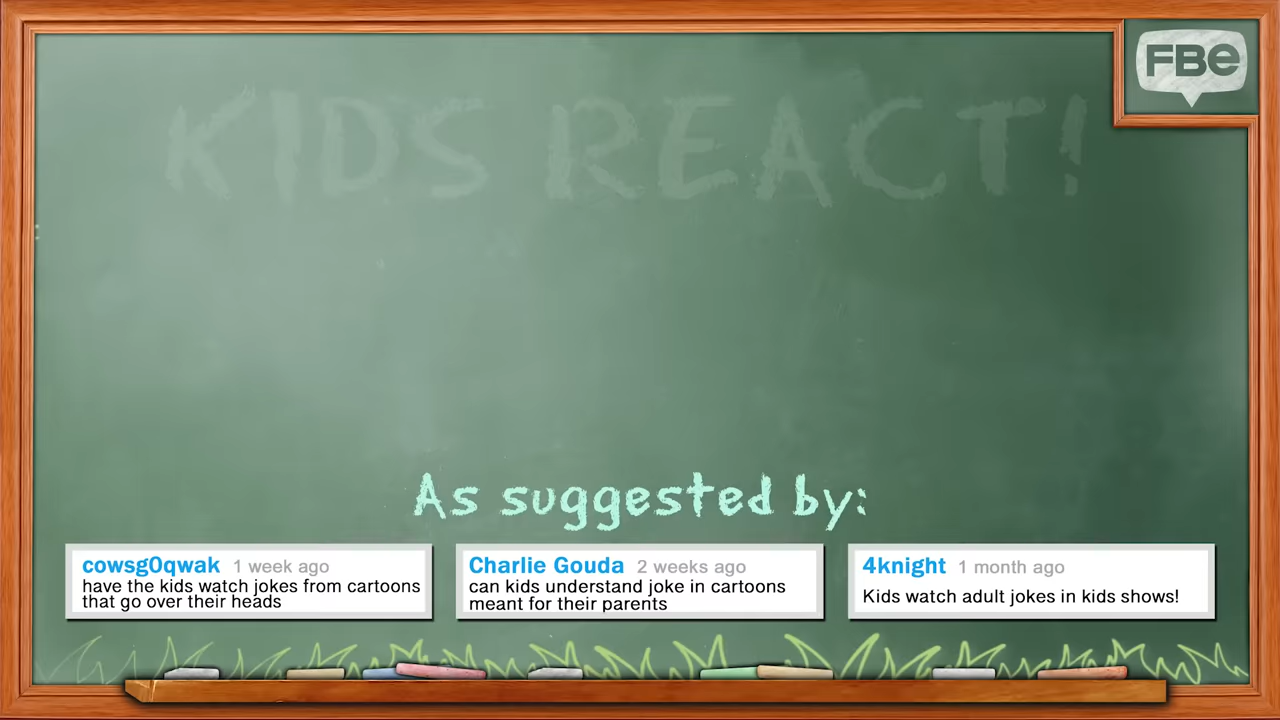 FBe
KIDS REACT!
As suggested by:
cowsg0qwak 1 week ago
have the kids watch jokes from cartoons
that go over their heads
Charlie Gouda 2 weeks ago
can kids understand joke in cartoons
meant for their parents
4knight 1 month ago
Kids watch adult jokes in kids shows!